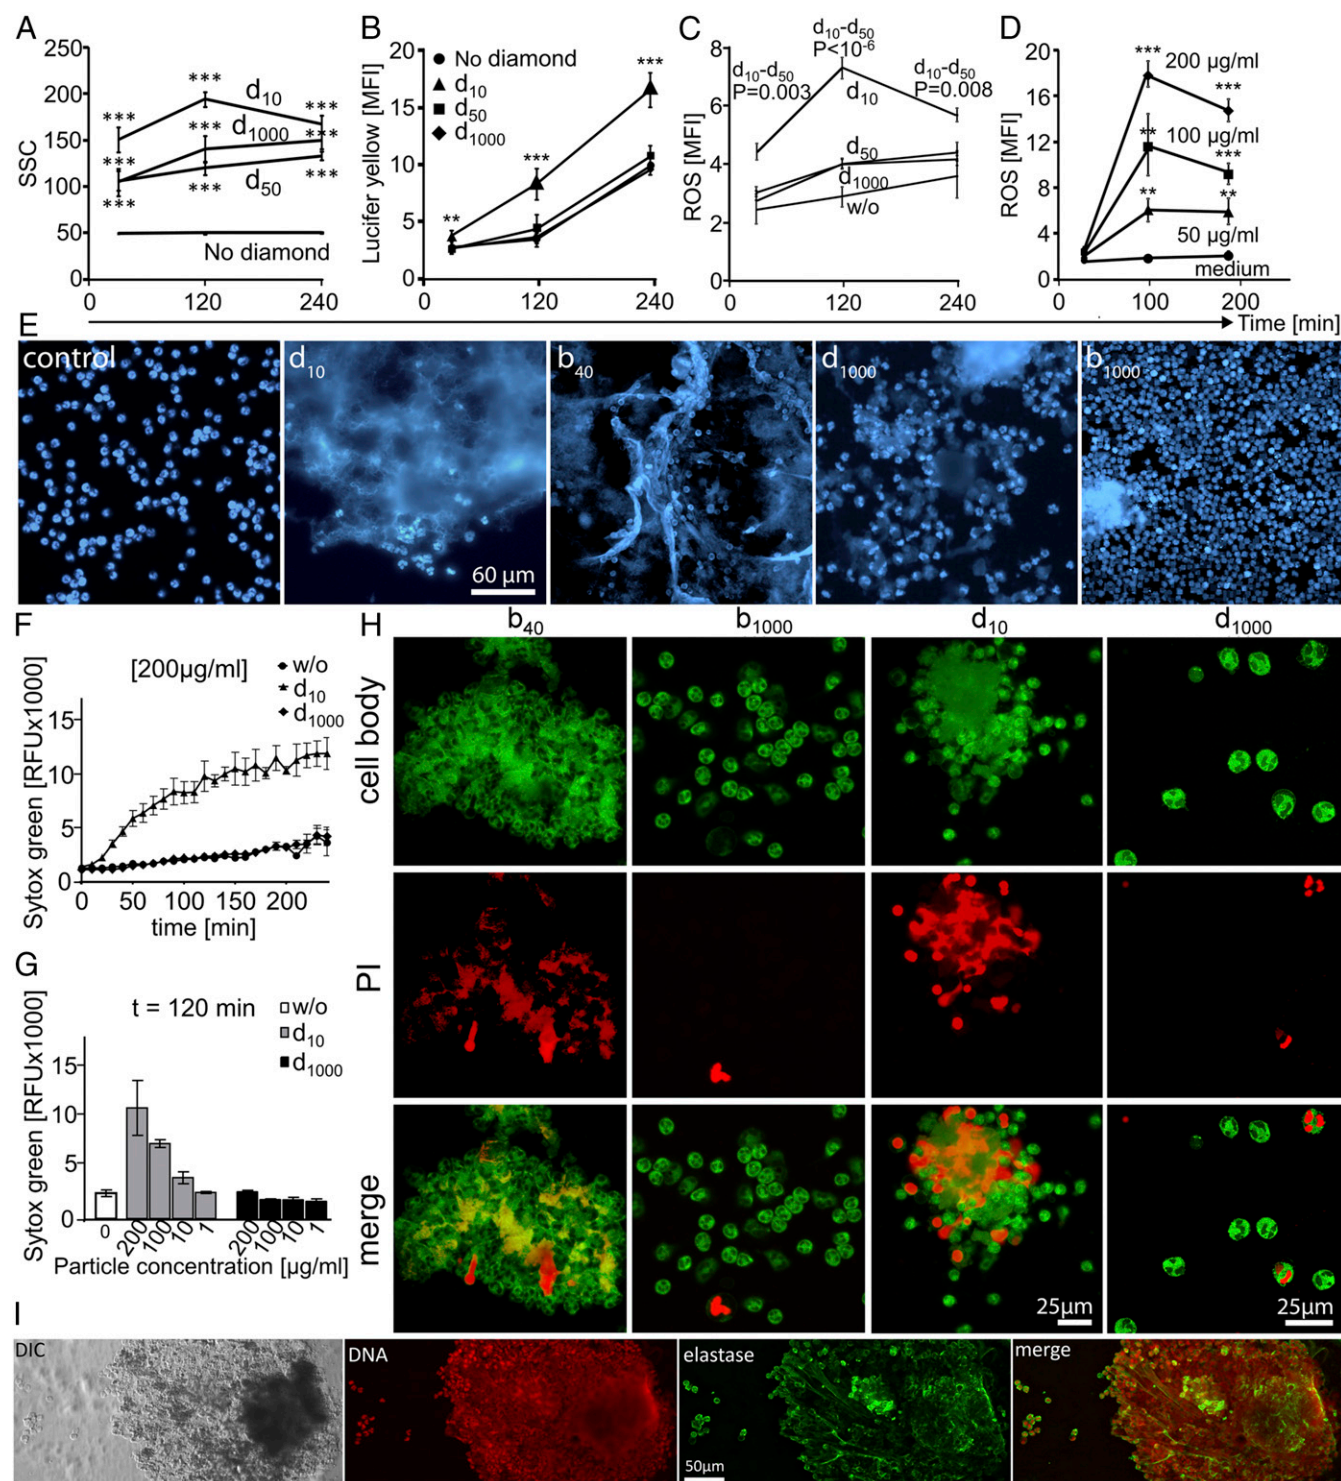 A
SSC
250
200
150
100
50
0
*** *** ***
*** *** ***
*** *** ***
d10
d1000
d50
No diamond
0 120 240
B
Lucifer yellow [MFI]
20
15
10
5
0
No diamond
d10
d50
d1000
** *** ***
0 120 240
C
ROS [MFI]
8
6
4
2
0
d10-d50
P=0.003
d10-d50
P<10-6
d10-d50
P=0.008
d10
d50
d1000
w/o
0 120 240
D
ROS [MFI]
20
16
12
8
4
0
*** 200 µg/ml
***
** 100 µg/ml
***
** **
50 µg/ml
medium
0 100 200
Time [min]
E
control
d10
60 µm
b40
d1000
b1000
F
[200µg/ml]
w/o
d10
d1000
Sytox green [RFUx1000]
15
10
5
0
0 50 100 150 200
time [min]
G
t = 120 min
w/o
d10
d1000
Sytox green [RFUx1000]
15
10
5
0
0 200 100 10 1 200 100 10 1
Particle concentration [µg/ml]
H
b40 b1000 d10 d1000
cell body
PI
merge
25µm 25µm
I
DIC
DNA
elastase
50µm
merge